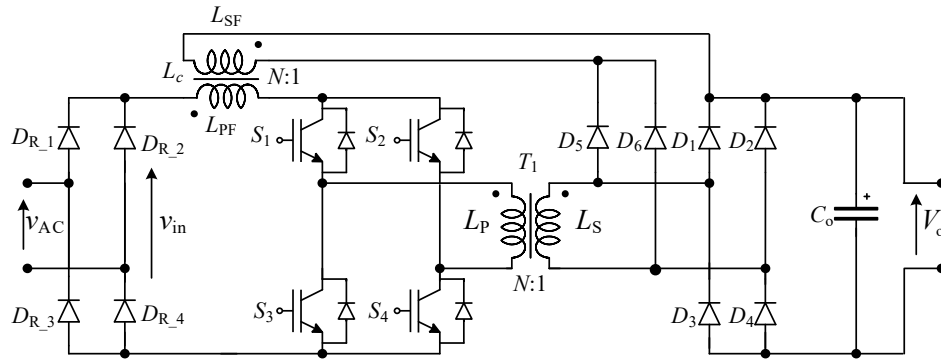 L_SF
L_c
N:1
L_PF
D_R_1
D_R_2
S_1
S_2
D_5
D_6
D_1
D_2
T_1
v_AC
v_in
L_P
L_S
C_o
+
V_o
N:1
D_R_3
D_R_4
S_3
S_4
D_3
D_4